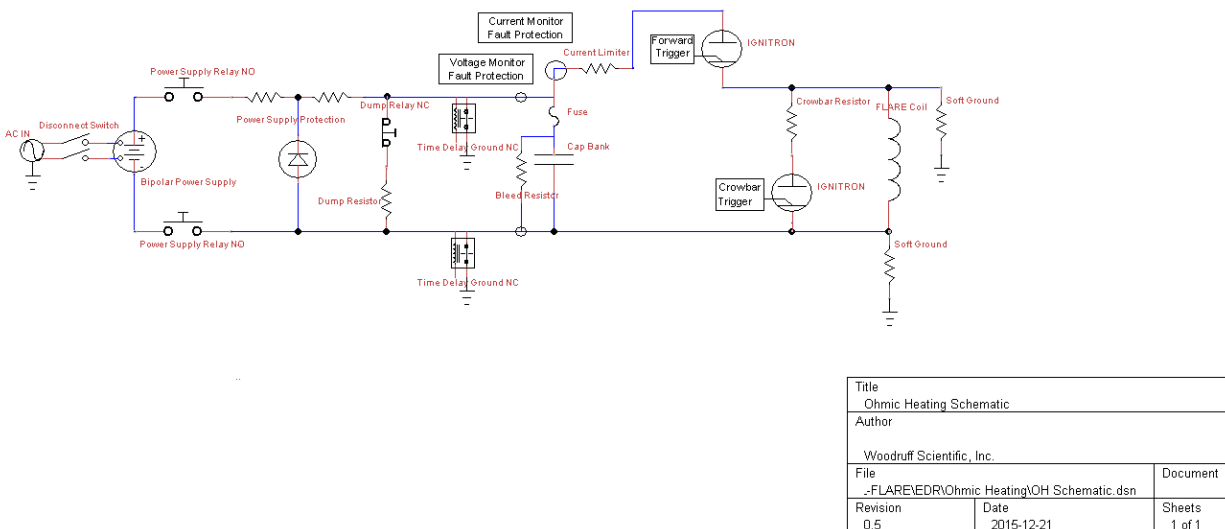 Current Monitor
Fault Protection
IGNITRON
Forward
Trigger
Current Limiter
Voltage Monitor
Fault Protection
Power Supply Relay NO
Dump Relay NC
Crowbar Resistor
FLARE Coil
Soft Ground
Fuse
Power Supply Protection
Disconnect Switch
AC IN
+
-
Time Delay Ground NC
Cap Bank
Bipolar Power Supply
Bleed Resistor
Dump Resistor
Crowbar
Trigger
IGNITRON
Power Supply Relay NO
Soft Ground
Time Delay Ground NC
Title
Ohmic Heating Schematic
Author
Woodruff Scientific, Inc.
File
Document
..-FLARE\EDR\Ohmic Heating\OH Schematic.dsn
Revision
Date
Sheets
0.5
2015-12-21
1 of 1